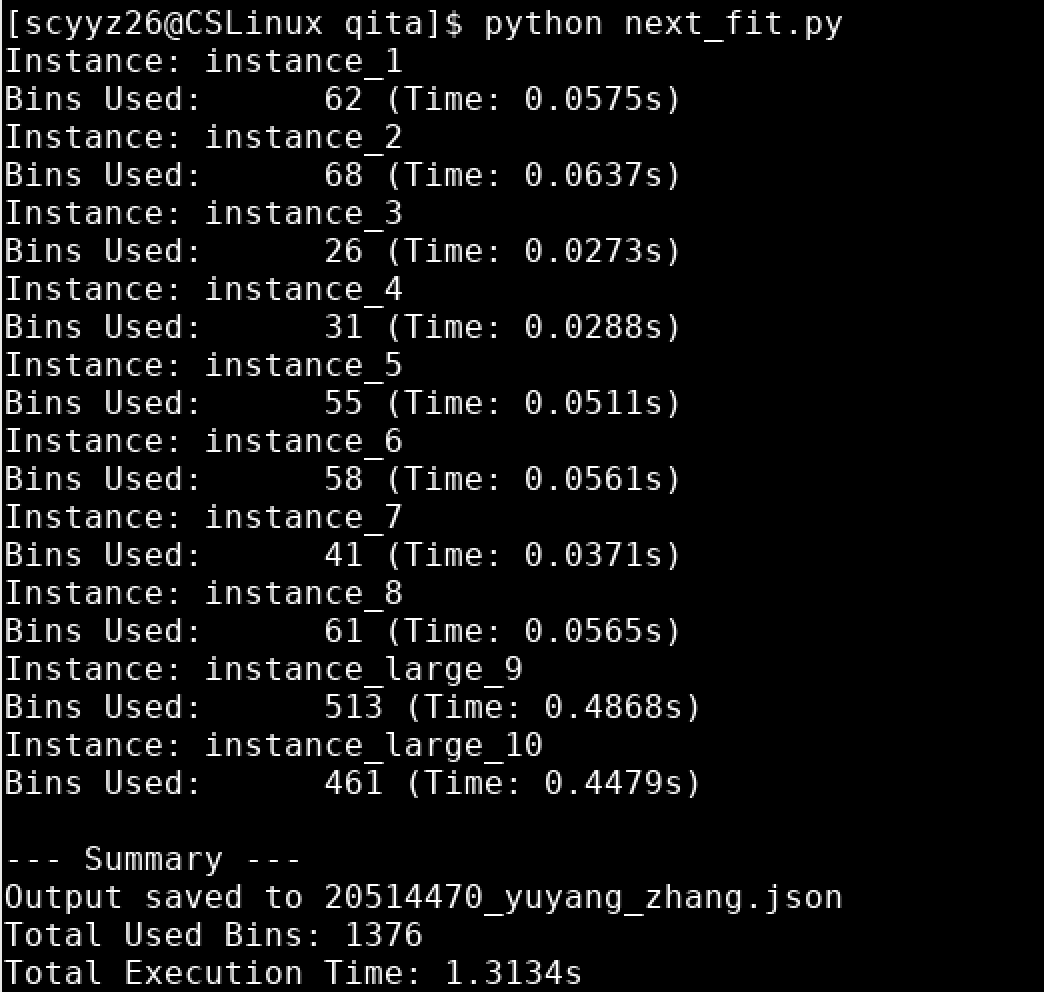 [scyyz26@CSLinux qita]$ python next_fit.py
Instance: instance_1
Bins Used:      62 (Time: 0.0575s)
Instance: instance_2
Bins Used:      68 (Time: 0.0637s)
Instance: instance_3
Bins Used:      26 (Time: 0.0273s)
Instance: instance_4
Bins Used:      31 (Time: 0.0288s)
Instance: instance_5
Bins Used:      55 (Time: 0.0511s)
Instance: instance_6
Bins Used:      58 (Time: 0.0561s)
Instance: instance_7
Bins Used:      41 (Time: 0.0371s)
Instance: instance_8
Bins Used:      61 (Time: 0.0565s)
Instance: instance_large_9
Bins Used:      513 (Time: 0.4868s)
Instance: instance_large_10
Bins Used:      461 (Time: 0.4479s)

--- Summary ---
Output saved to 20514470_yuyang_zhang.json
Total Used Bins: 1376
Total Execution Time: 1.3134s